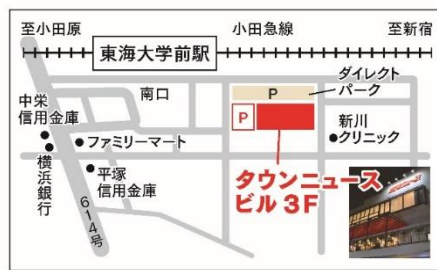 至小田原
小田急線
至新宿
東海大学前駅
ダイレクト
パーク
南口
P
中栄
信用金庫
P
新川
クリニック
ファミリーマート
横浜銀行
平塚
信用金庫
タウンニュース
ビル3F
614号